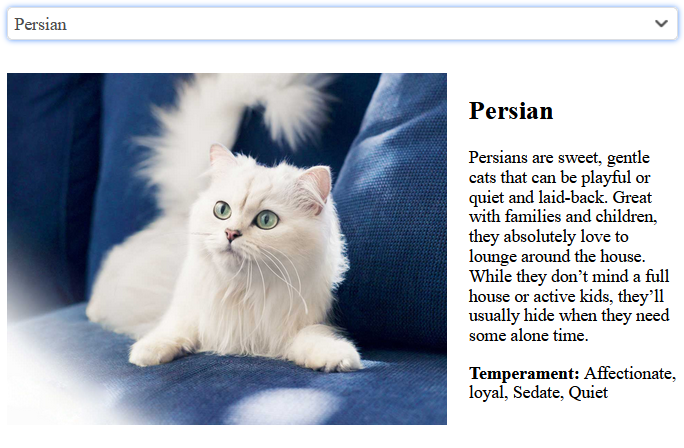 Persian
Persian
Persians are sweet, gentle
cats that can be playful or
quiet and laid-back. Great
with families and children,
they absolutely love to
lounge around the house.
While they don’t mind a full
house or active kids, they’ll
usually hide when they need
some alone time.
Temperament: Affectionate,
loyal, Sedate, Quiet